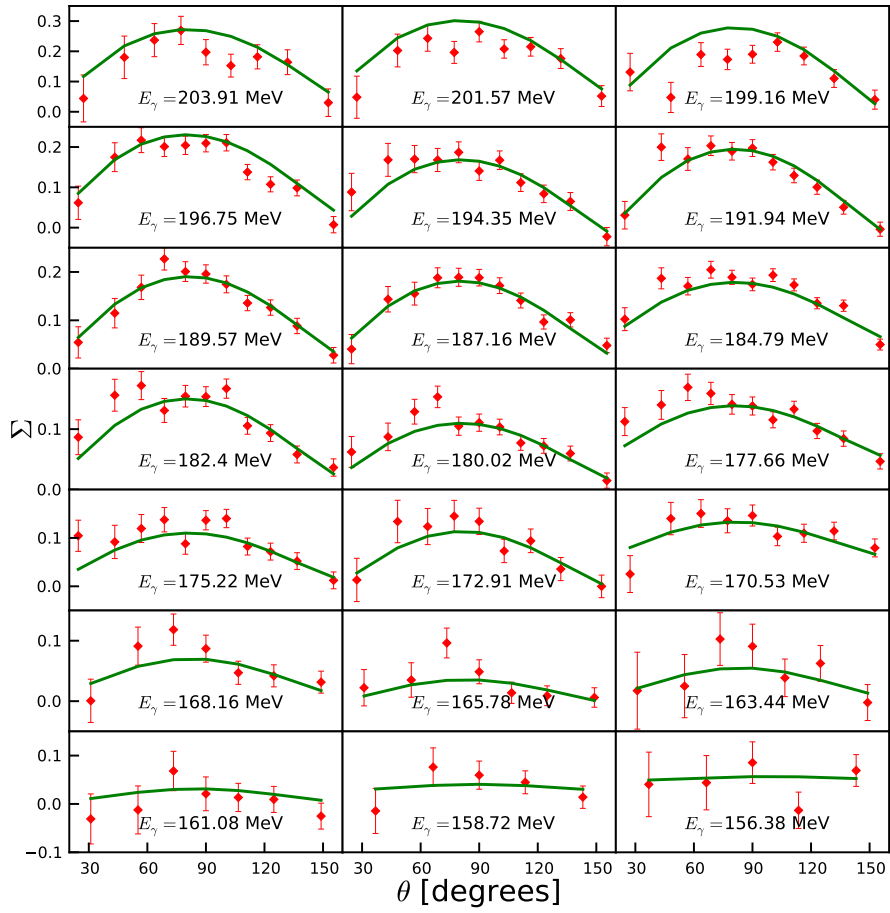 0.3
0.2
0.1
0.0
E_γ =203.91 MeV
E_γ =201.57 MeV
E_γ =199.16 MeV
0.2
0.1
0.0
E_γ =196.75 MeV
E_γ =194.35 MeV
E_γ =191.94 MeV
0.2
0.1
0.0
E_γ =189.57 MeV
E_γ =187.16 MeV
E_γ =184.79 MeV
Σ
0.1
0.0
E_γ =182.4 MeV
E_γ =180.02 MeV
E_γ =177.66 MeV
0.1
0.0
E_γ =175.22 MeV
E_γ =172.91 MeV
E_γ =170.53 MeV
0.1
0.0
E_γ =168.16 MeV
E_γ =165.78 MeV
E_γ =163.44 MeV
0.1
0.0
−0.1
E_γ =161.08 MeV
E_γ =158.72 MeV
E_γ =156.38 MeV
30 60 90 120 150 30 60 90 120 150 30 60 90 120 150
θ [degrees]